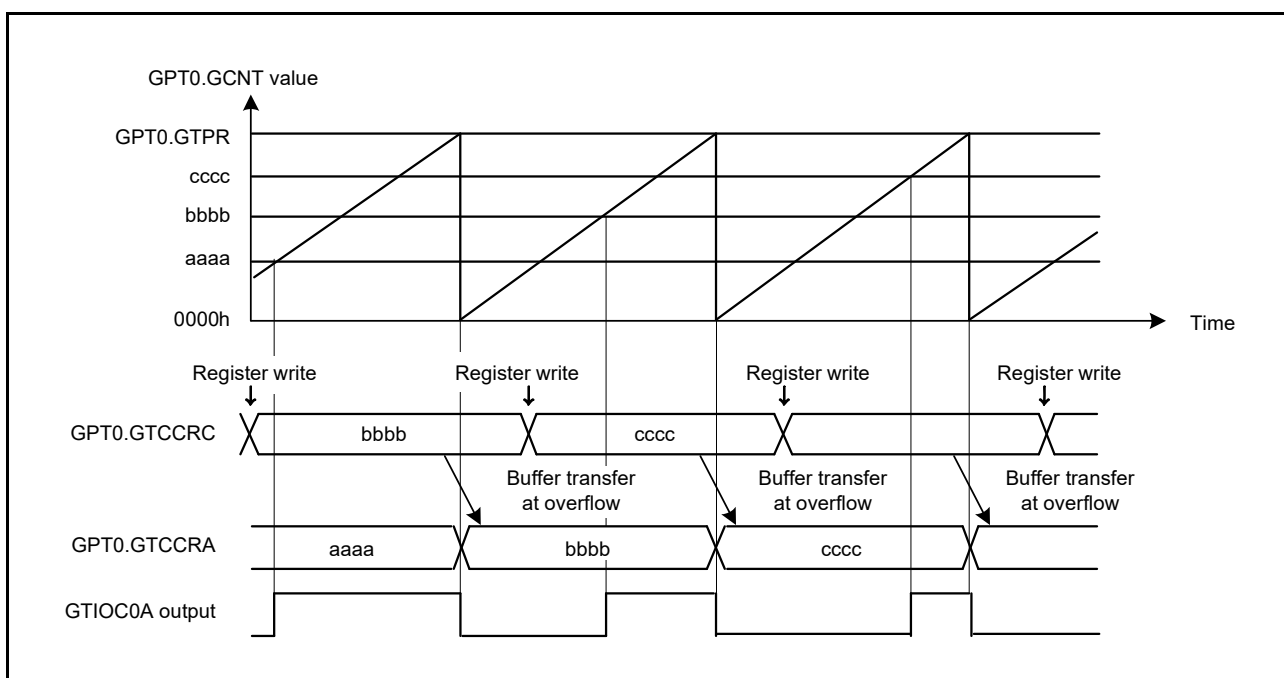 GPT0.GCNT value
GPT0.GTPR
cccc
bbbb
aaaa
0000h
Time
Register write
Register write
Register write
Register write
GPT0.GTCCRC
bbbb
cccc
Buffer transfer
at overflow
Buffer transfer
at overflow
Buffer transfer
at overflow
GPT0.GTCCRA
aaaa
bbbb
cccc
GTIOC0A output